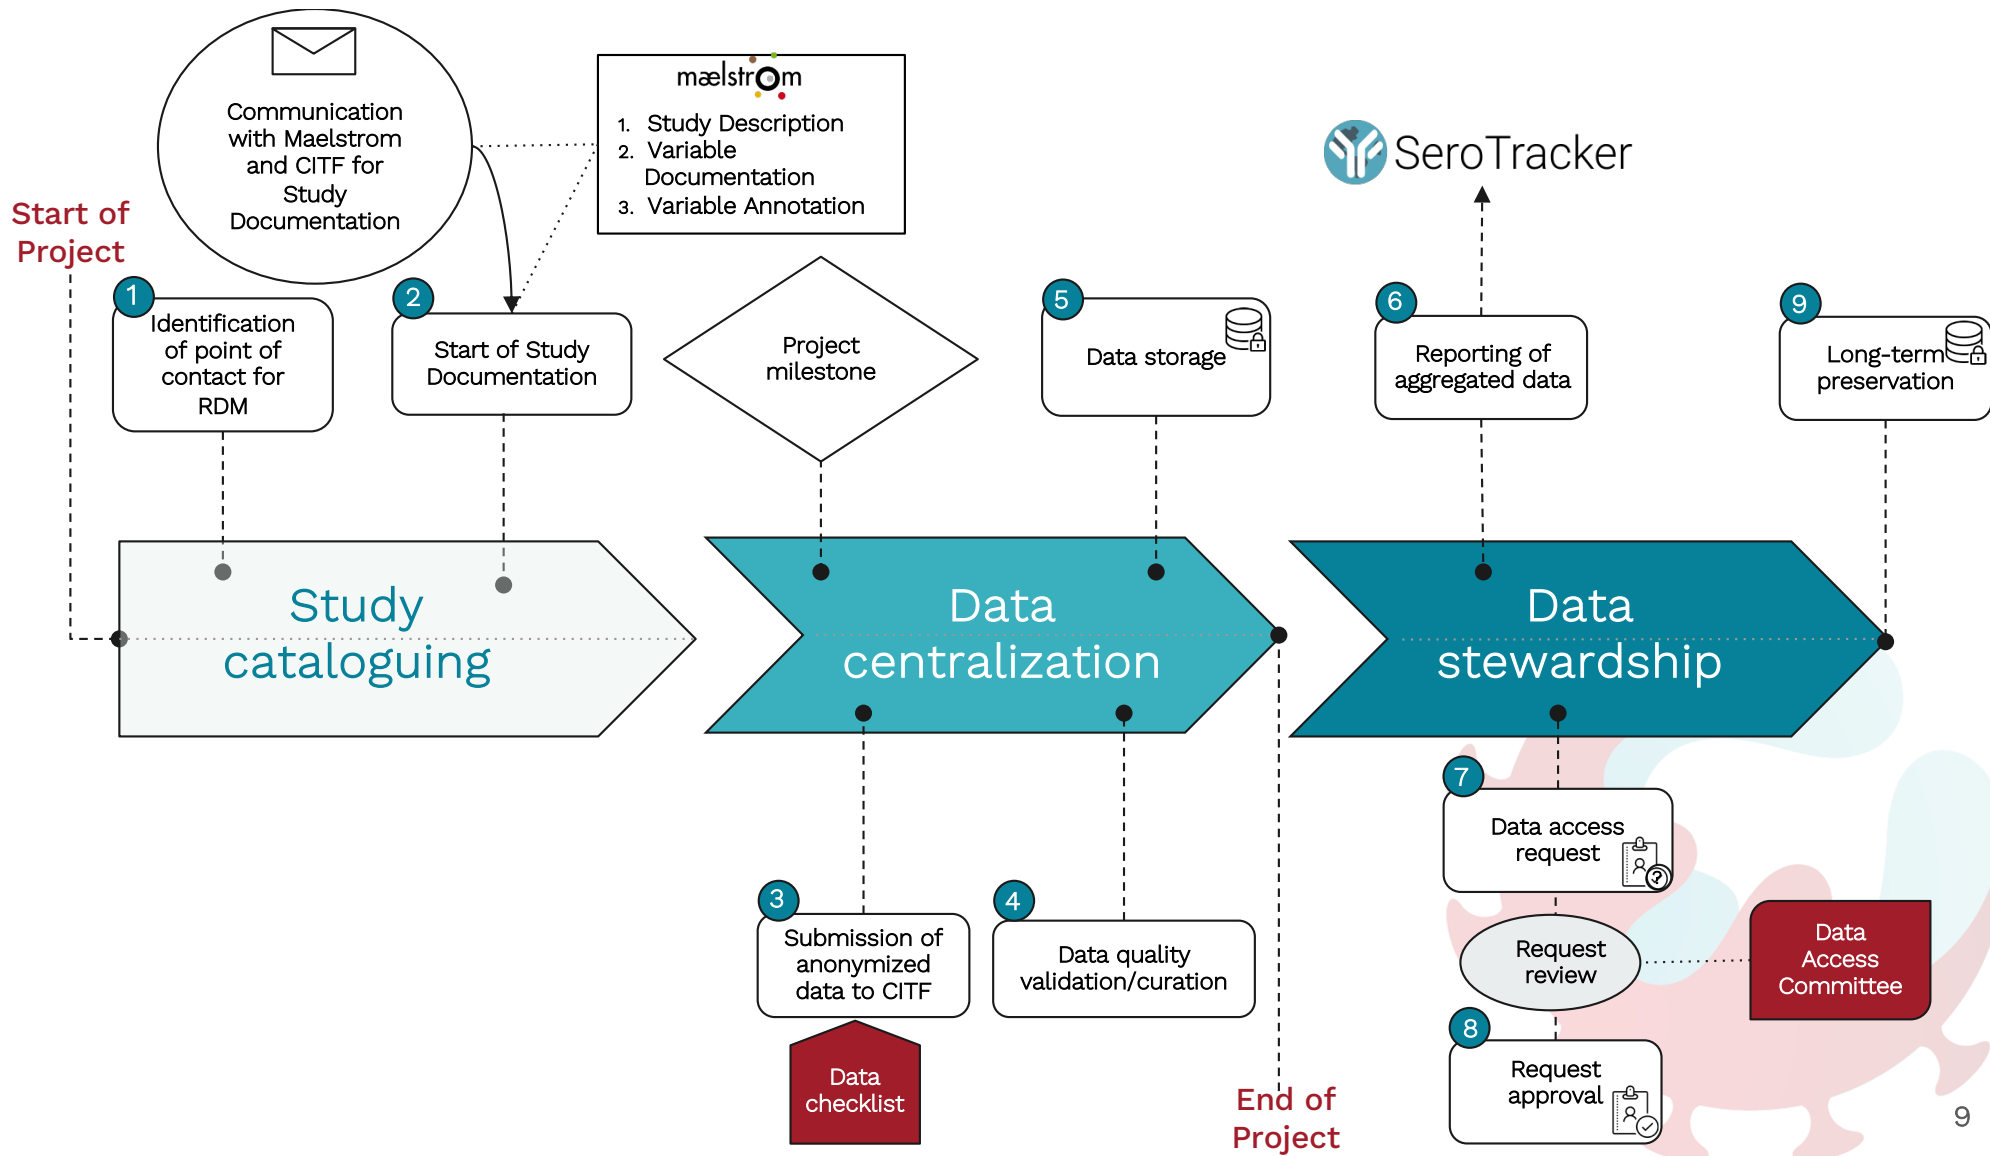 Communication
with Maelstrom
and CITF for
Study
Documentation
mælstrom
1. Study Description
2. Variable
Documentation
3. Variable Annotation
SeroTracker
Start of
Project
1
Identification
of point of
contact for
RDM
2
Start of Study
Documentation
Project
milestone
5
Data storage
6
Reporting of
aggregated data
9
Long-term
preservation
Study
cataloguing
Data
centralization
Data
stewardship
3
Submission of
anonymized
data to CITF
Data
checklist
4
Data quality
validation/curation
End of
Project
7
Data access
request
?
Request
review
Data
Access
Committee
8
Request
approval
9